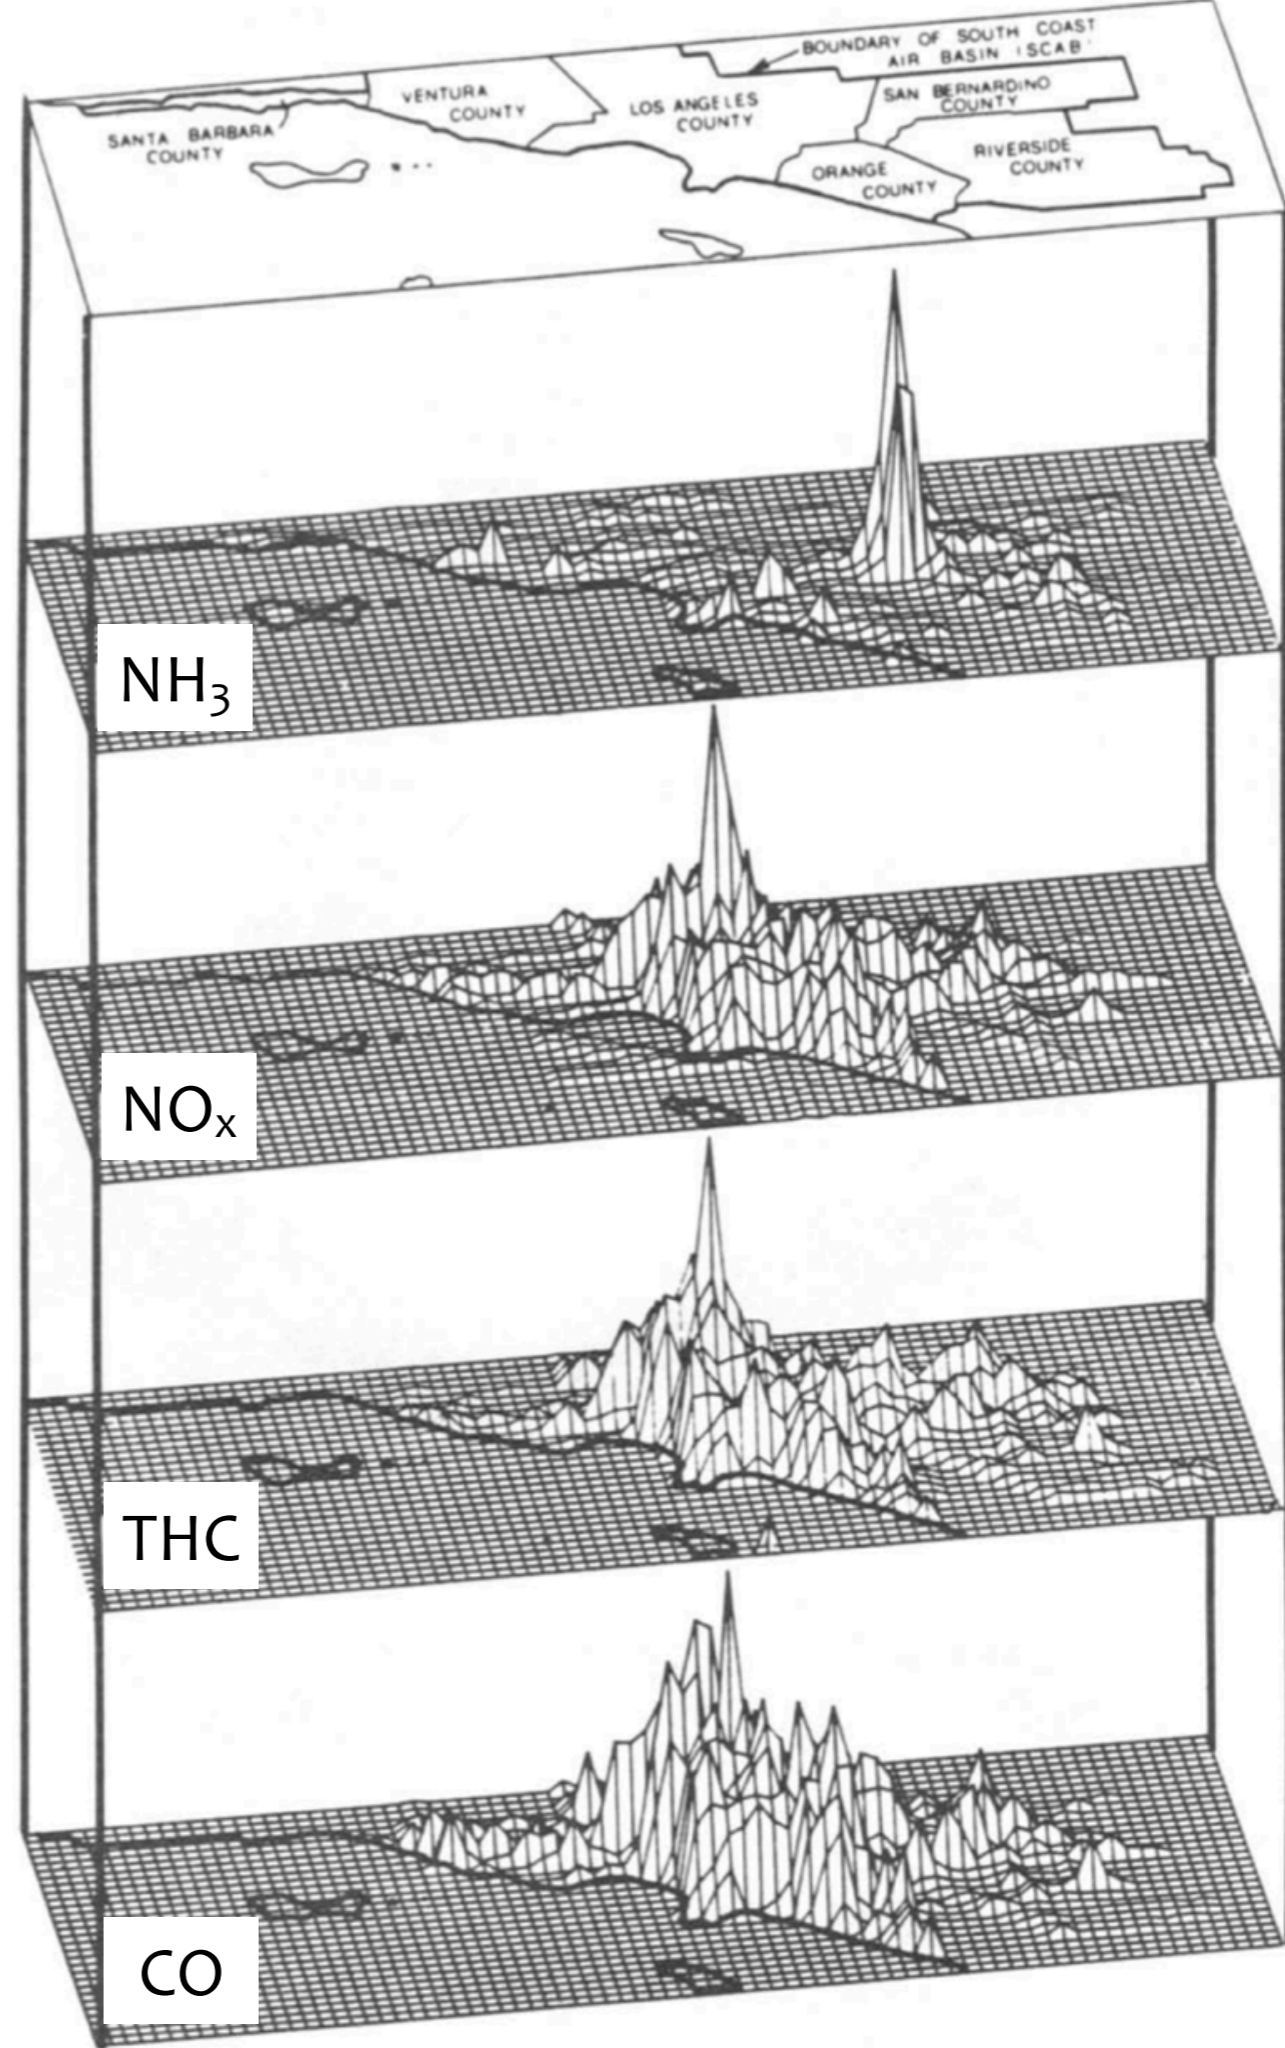 BOUNDARY OF SOUTH COAST
AIR BASIN (SCAB)
VENTURA
COUNTY
LOS ANGELES
COUNTY
SAN BERNARDINO
COUNTY
SANTA BARBARA
COUNTY
RIVERSIDE
COUNTY
ORANGE
COUNTY
NH₃
NOₓ
THC
CO